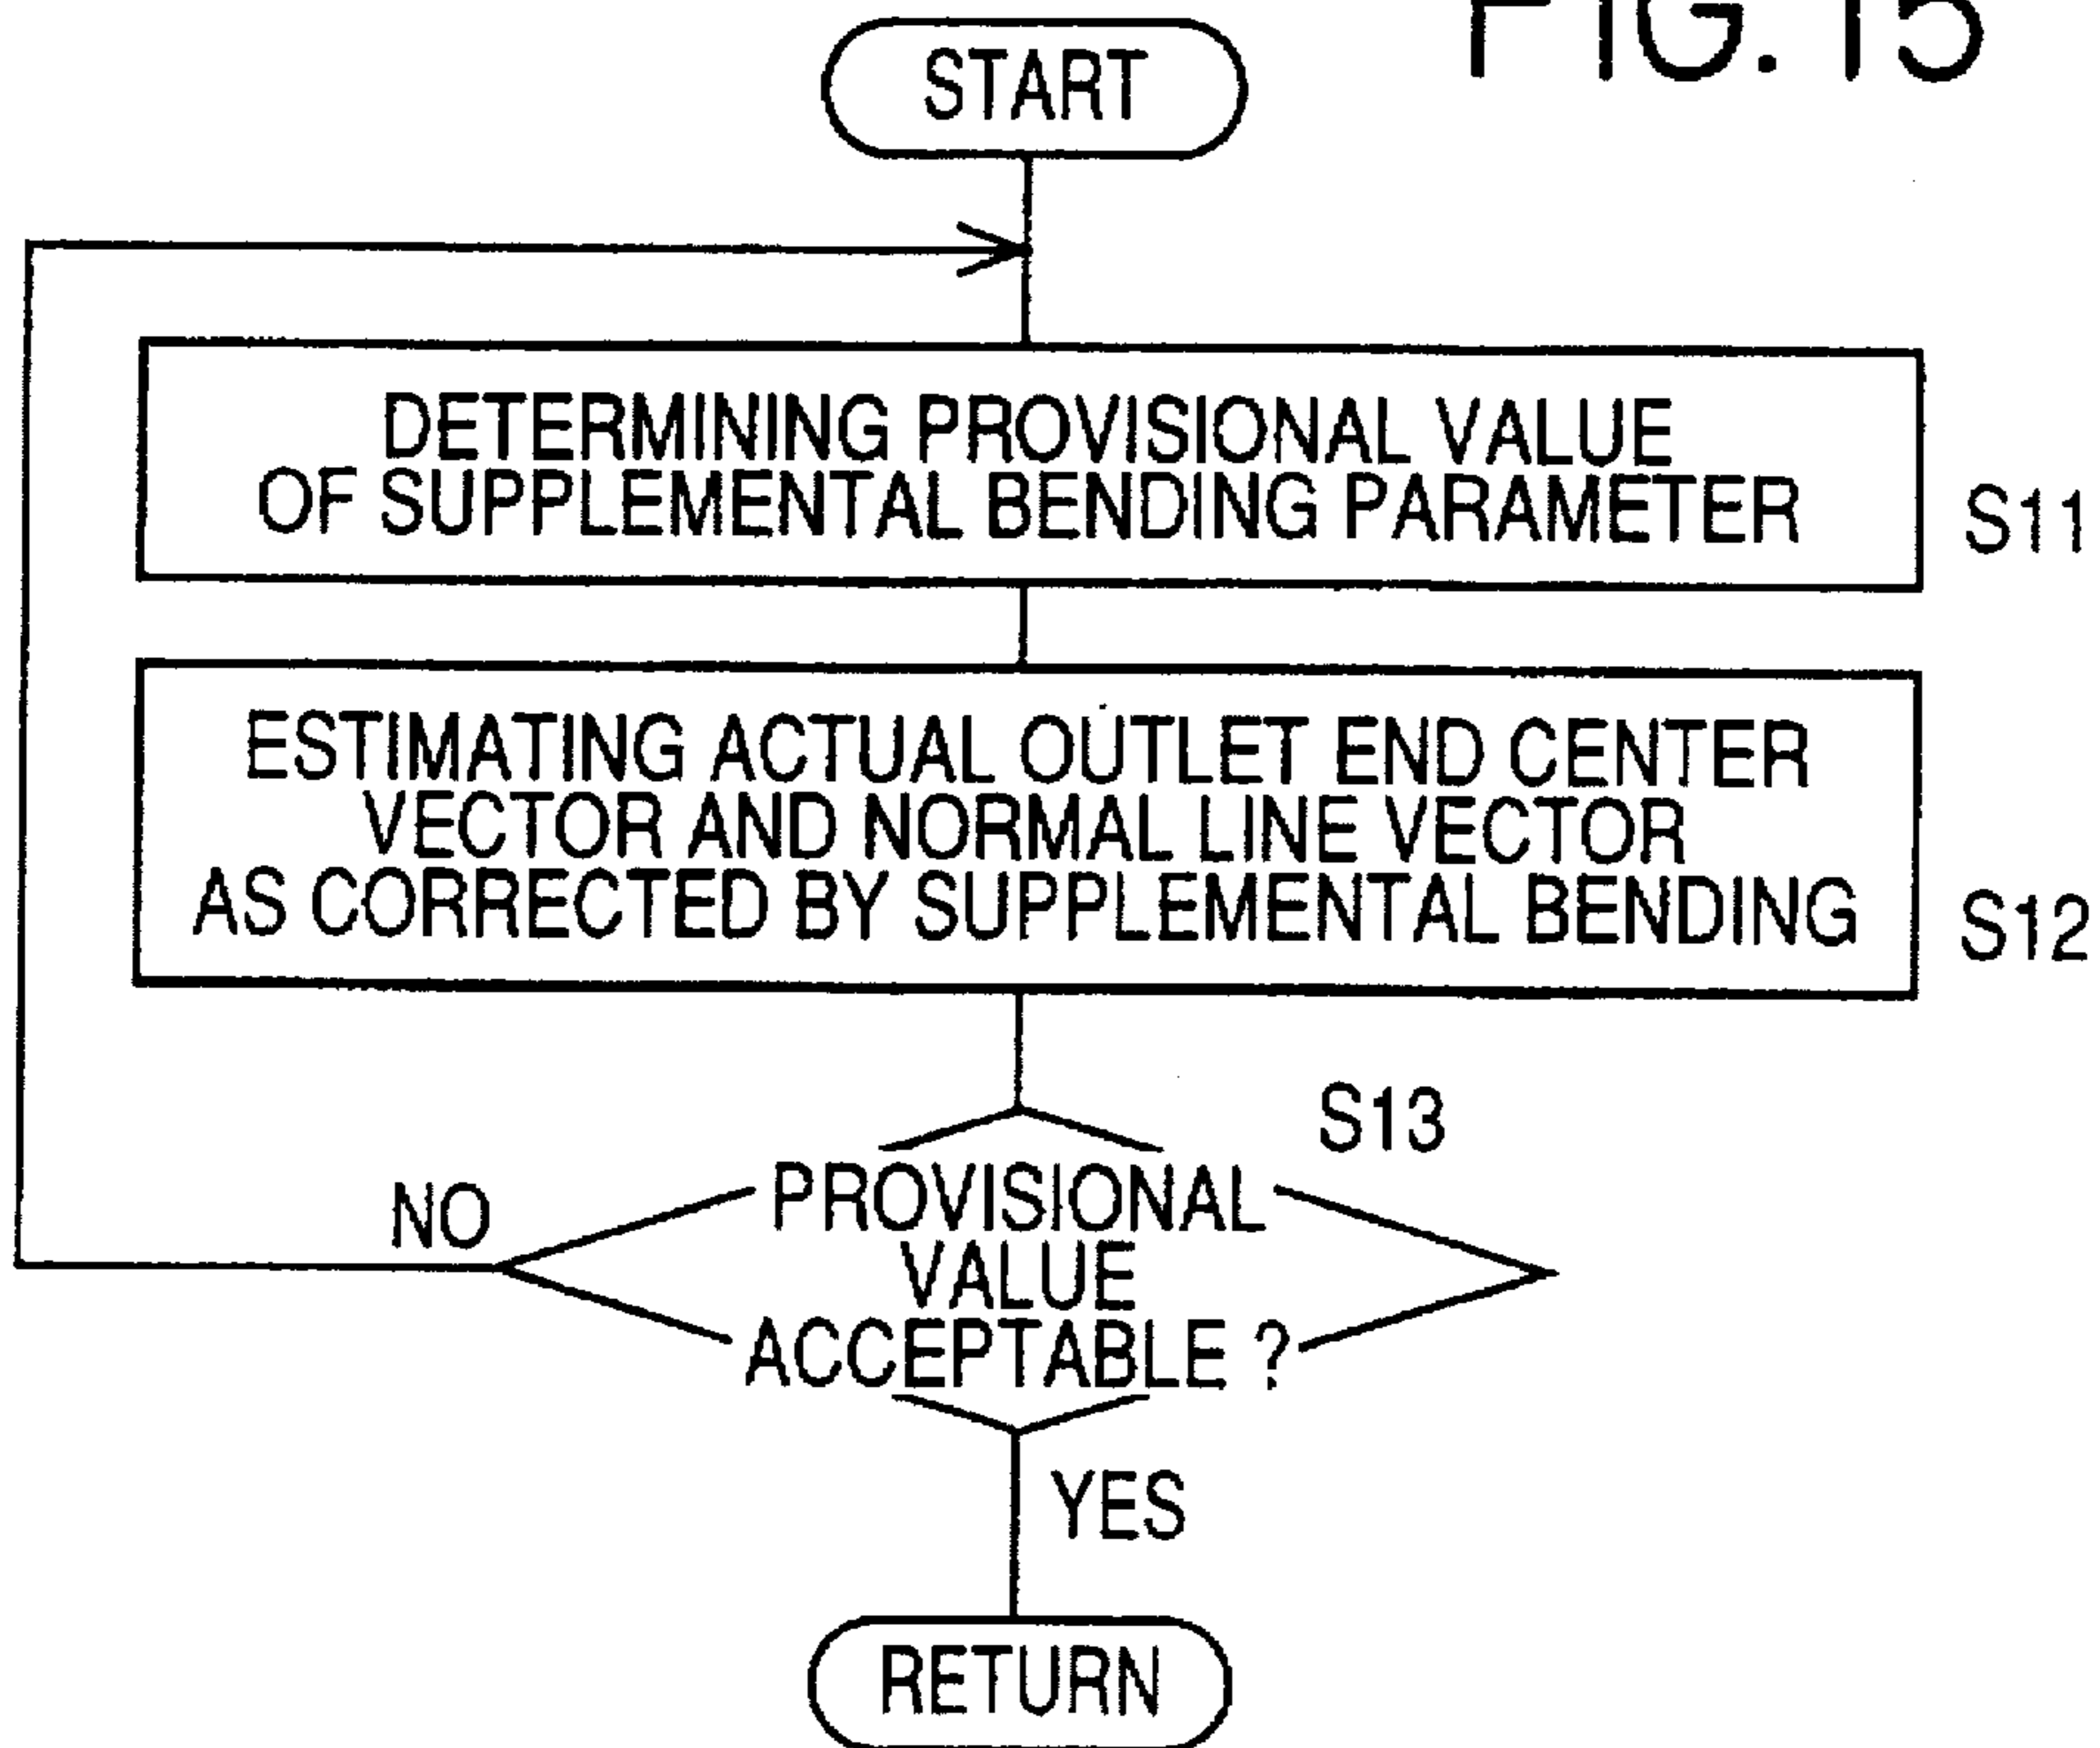 FIG. 15
START
DETERMINING PROVISIONAL VALUE
OF SUPPLEMENTAL BENDING PARAMETER
S11
ESTIMATING ACTUAL OUTLET END CENTER
VECTOR AND NORMAL LINE VECTOR
AS CORRECTED BY SUPPLEMENTAL BENDING
S12
S13
PROVISIONAL
VALUE
ACCEPTABLE ?
NO
YES
RETURN